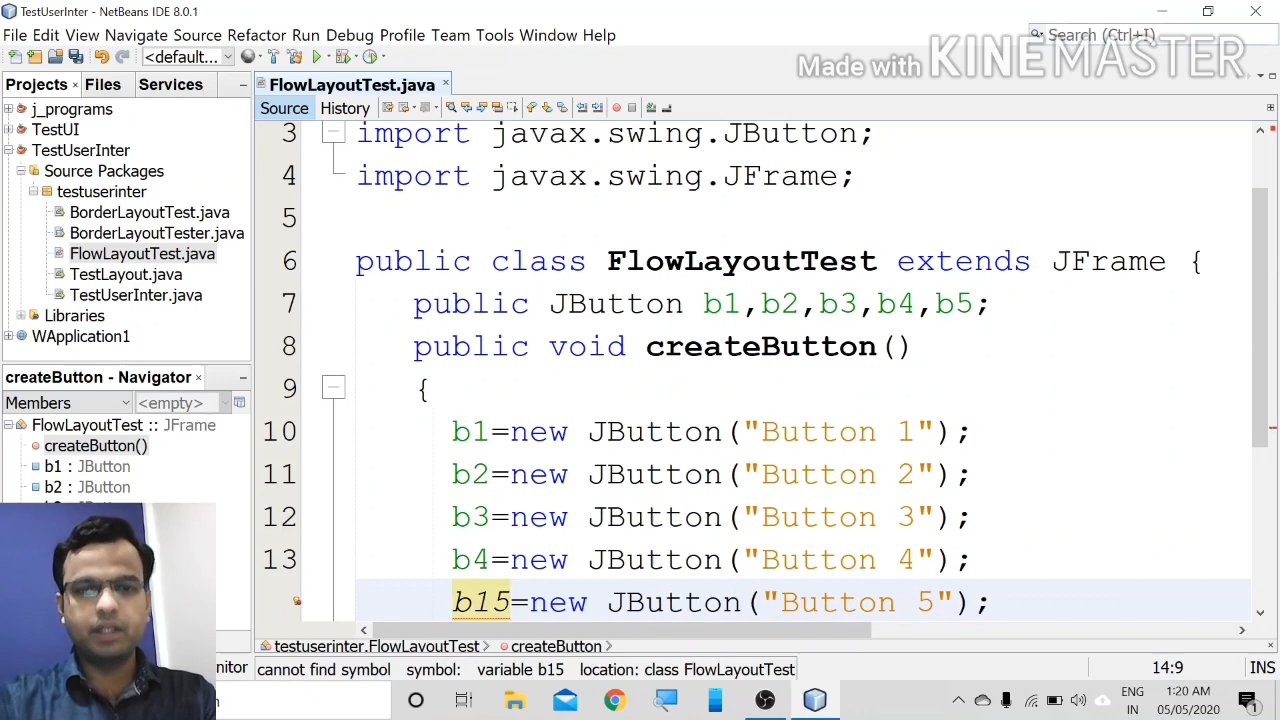 TestUserInter - NetBeans IDE 8.0.1
File Edit View Navigate Source Refactor Run Debug Profile Team Tools Window Help
Search (Ctrl+I)
<default...
Made with KINEMASTER
Projects Files Services
FlowLayoutTest.java
Source History
j_programs
TestUI
TestUserInter
Source Packages
testuserinter
BorderLayoutTest.java
BorderLayoutTester.java
FlowLayoutTest.java
TestLayout.java
TestUserInter.java
Libraries
WApplication1
createButton - Navigator
Members <empty>
FlowLayoutTest :: JFrame
createButton()
b1 : JButton
b2 : JButton
3 import javax.swing.JButton;
4 import javax.swing.JFrame;
5
6 public class FlowLayoutTest extends JFrame {
7 public JButton b1,b2,b3,b4,b5;
8 public void createButton()
9 {
10 b1=new JButton("Button 1");
11 b2=new JButton("Button 2");
12 b3=new JButton("Button 3");
13 b4=new JButton("Button 4");
b15=new JButton("Button 5");
testuserinter.FlowLayoutTest createButton
cannot find symbol symbol: variable b15 location: class FlowLayoutTest
14:9 INS
ENG
IN
1:20 AM
05/05/2020
1